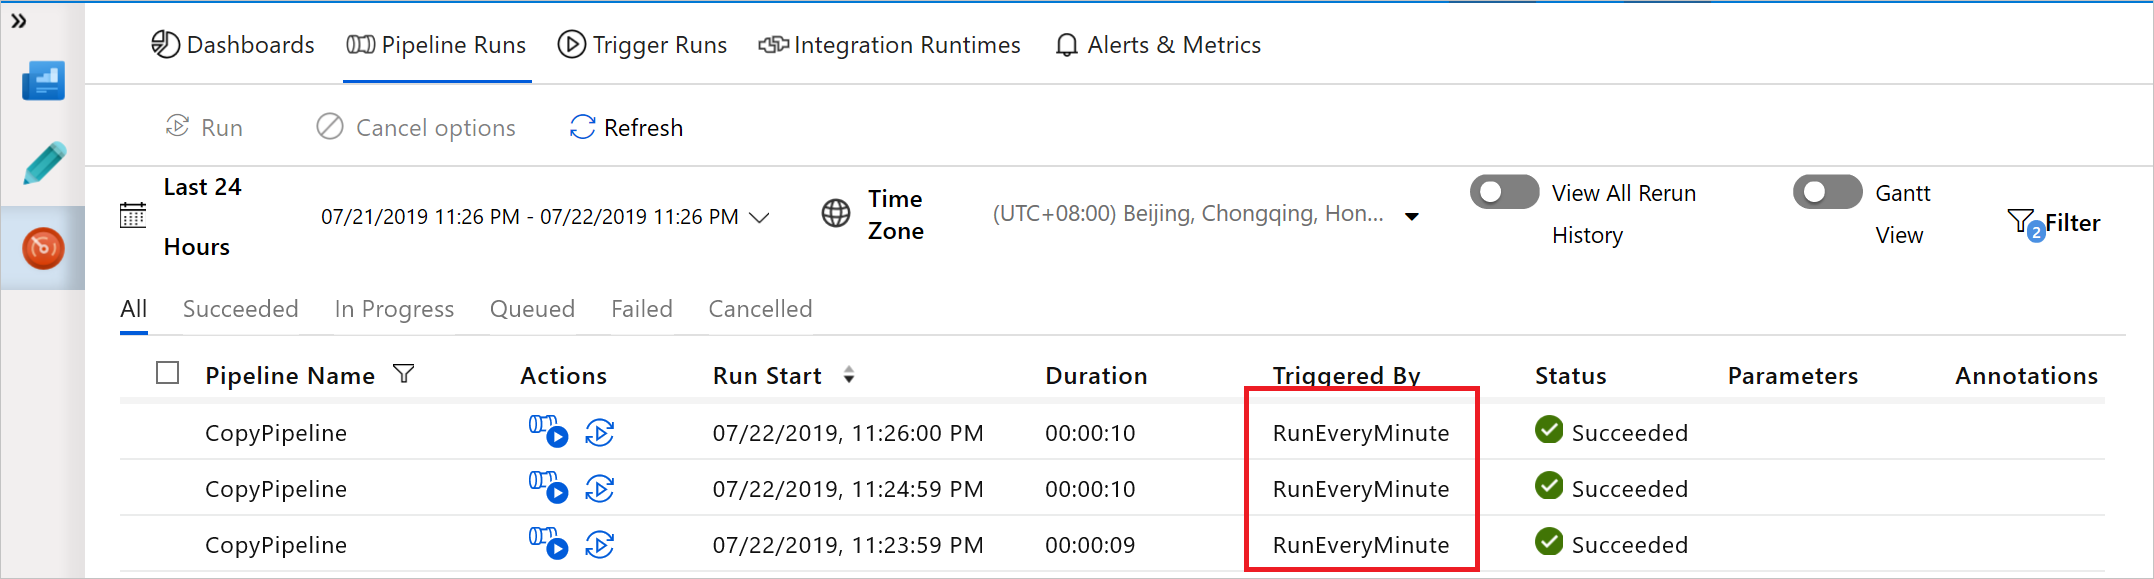 Dashboards Pipeline Runs Trigger Runs Integration Runtimes Alerts & Metrics
Run Cancel options Refresh
Last 24 Hours 07/21/2019 11:26 PM - 07/22/2019 11:26 PM Time Zone (UTC+08:00) Beijing, Chongqing, Hon... View All Rerun History Gantt View 2 Filter
All Succeeded In Progress Queued Failed Cancelled
Pipeline Name Actions Run Start Duration Triggered By Status Parameters Annotations
CopyPipeline 07/22/2019, 11:26:00 PM 00:00:10 RunEveryMinute Succeeded
CopyPipeline 07/22/2019, 11:24:59 PM 00:00:10 RunEveryMinute Succeeded
CopyPipeline 07/22/2019, 11:23:59 PM 00:00:09 RunEveryMinute Succeeded